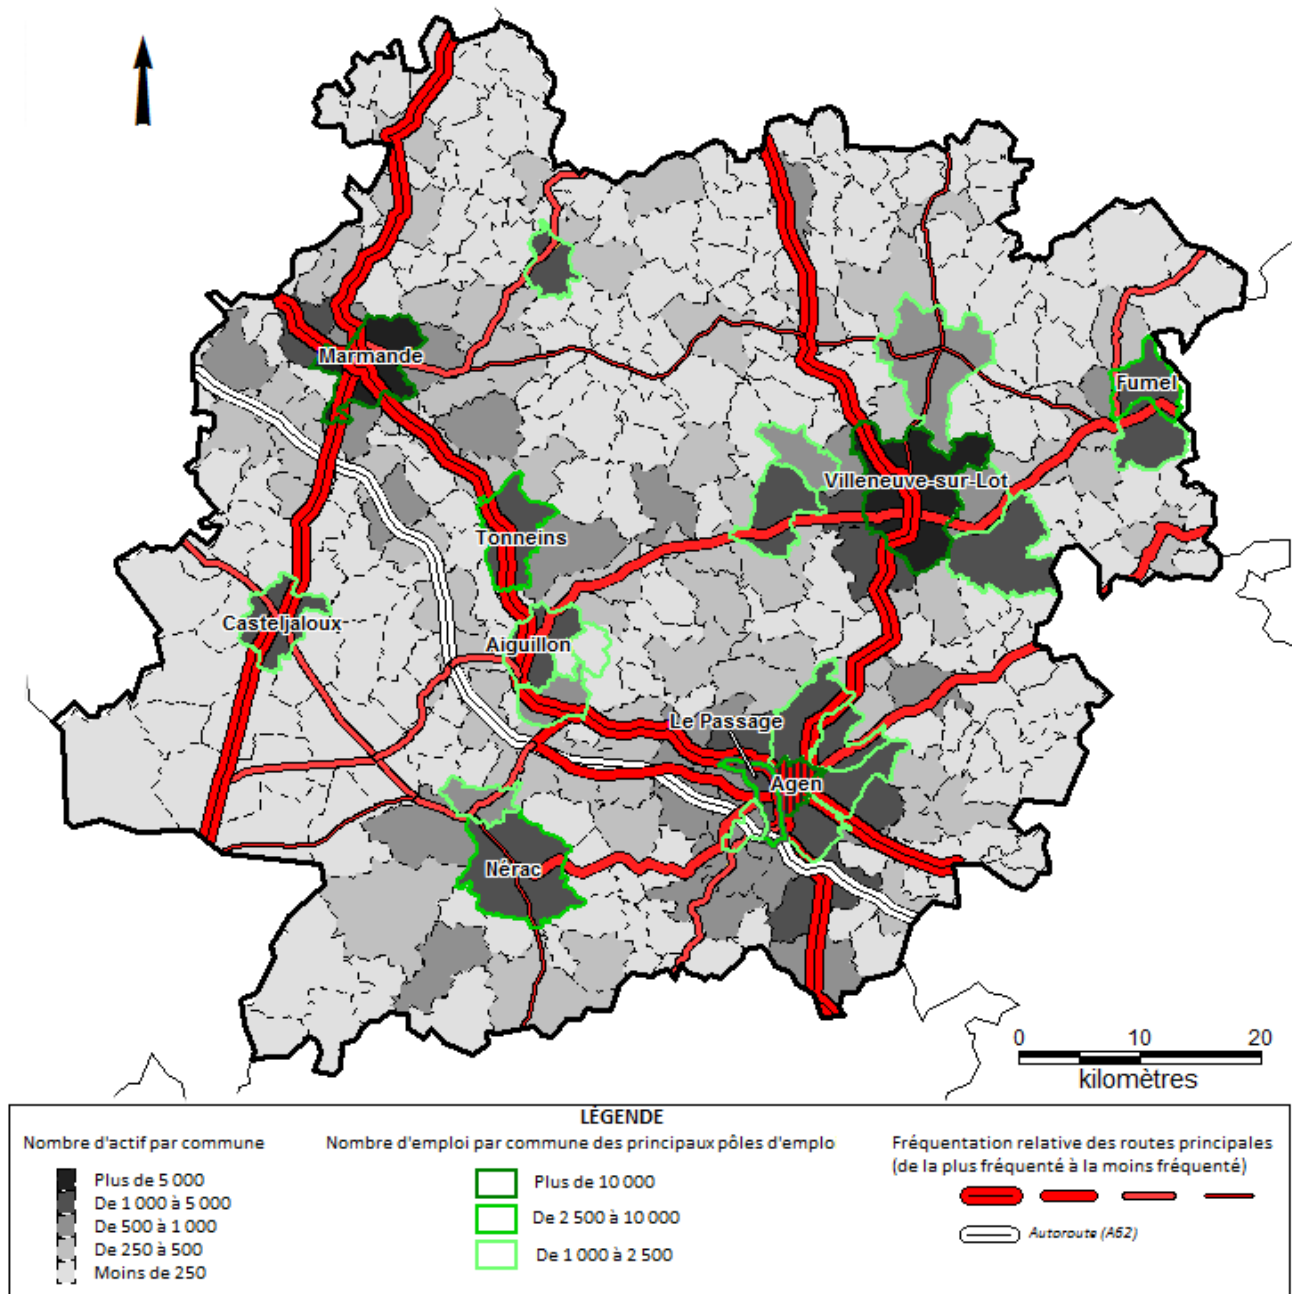 Marmande
Fumel
Villeneuve-sur-Lot
Tonneins
Casteljaloux
Aiguillon
Le Passage
Agen
Nérac
0 10 20
kilomètres
LÉGENDE
Nombre d'actif par commune
Plus de 5 000
De 1 000 à 5 000
De 500 à 1 000
De 250 à 500
Moins de 250
Nombre d'emploi par commune des principaux pôles d'emplo
Plus de 10 000
De 2 500 à 10 000
De 1 000 à 2 500
Fréquentation relative des routes principales
(de la plus fréquenté à la moins fréquenté)
Autoroute (A62)